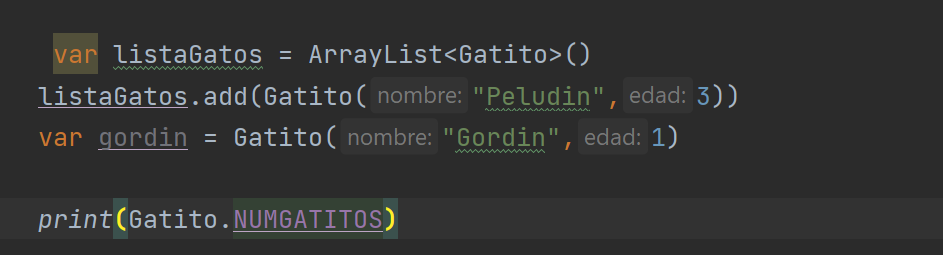 var listaGatos = ArrayList<Gatito>()
listaGatos.add(Gatito( nombre: "Peludin", edad: 3))
var gordin = Gatito( nombre: "Gordin", edad: 1)
print(Gatito.NUMGATITOS)